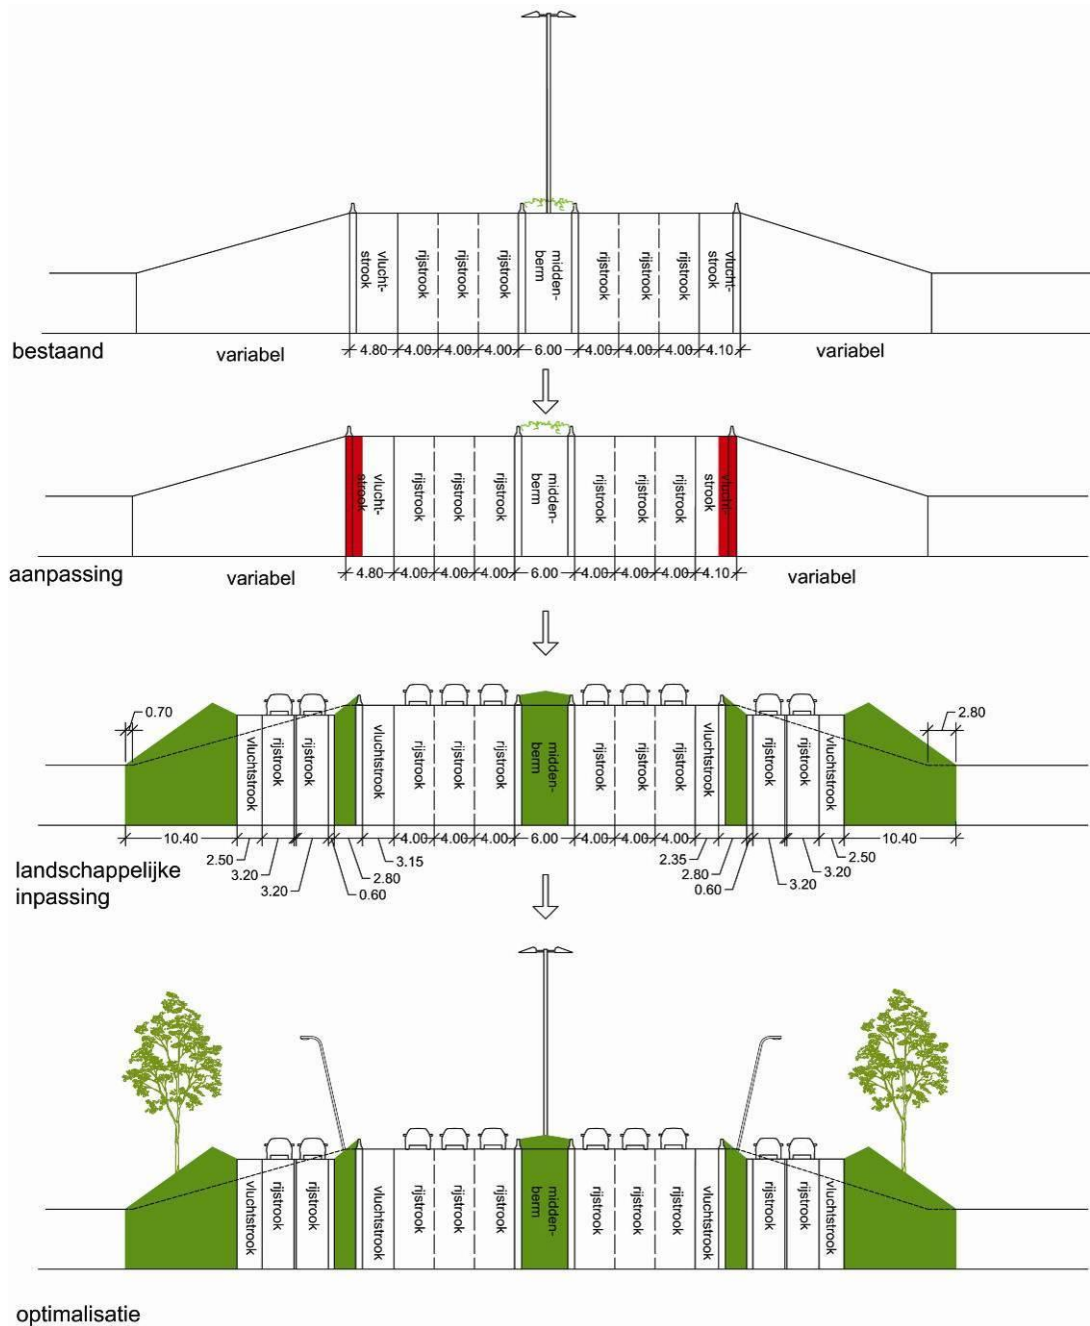 vlucht-
strook
rijstrook
rijstrook
rijstrook
midden-
berm
rijstrook
rijstrook
rijstrook
vlucht-
strook
bestaand
variabel
4.80 4.00 4.00 4.00 6.00 4.00 4.00 4.00 4.10
variabel
vlucht-
strook
rijstrook
rijstrook
rijstrook
midden-
berm
rijstrook
rijstrook
rijstrook
vlucht-
strook
aanpassing
variabel
4.80 4.00 4.00 4.00 6.00 4.00 4.00 4.00 4.10
variabel
0.70
2.80
vluchtstrook
rijstrook
rijstrook
vluchtstrook
rijstrook
rijstrook
rijstrook
midden-
berm
rijstrook
rijstrook
rijstrook
vluchtstrook
rijstrook
rijstrook
vluchtstrook
10.40
2.50
3.20
3.20
0.60
2.80
3.15
4.00 4.00 4.00 6.00 4.00 4.00 4.00
2.35
2.80
0.60
3.20
3.20
2.50
10.40
landschappelijke
inpassing
vluchtstrook
rijstrook
rijstrook
vluchtstrook
rijstrook
rijstrook
rijstrook
midden-
berm
rijstrook
rijstrook
rijstrook
vluchtstrook
rijstrook
rijstrook
vluchtstrook
optimalisatie